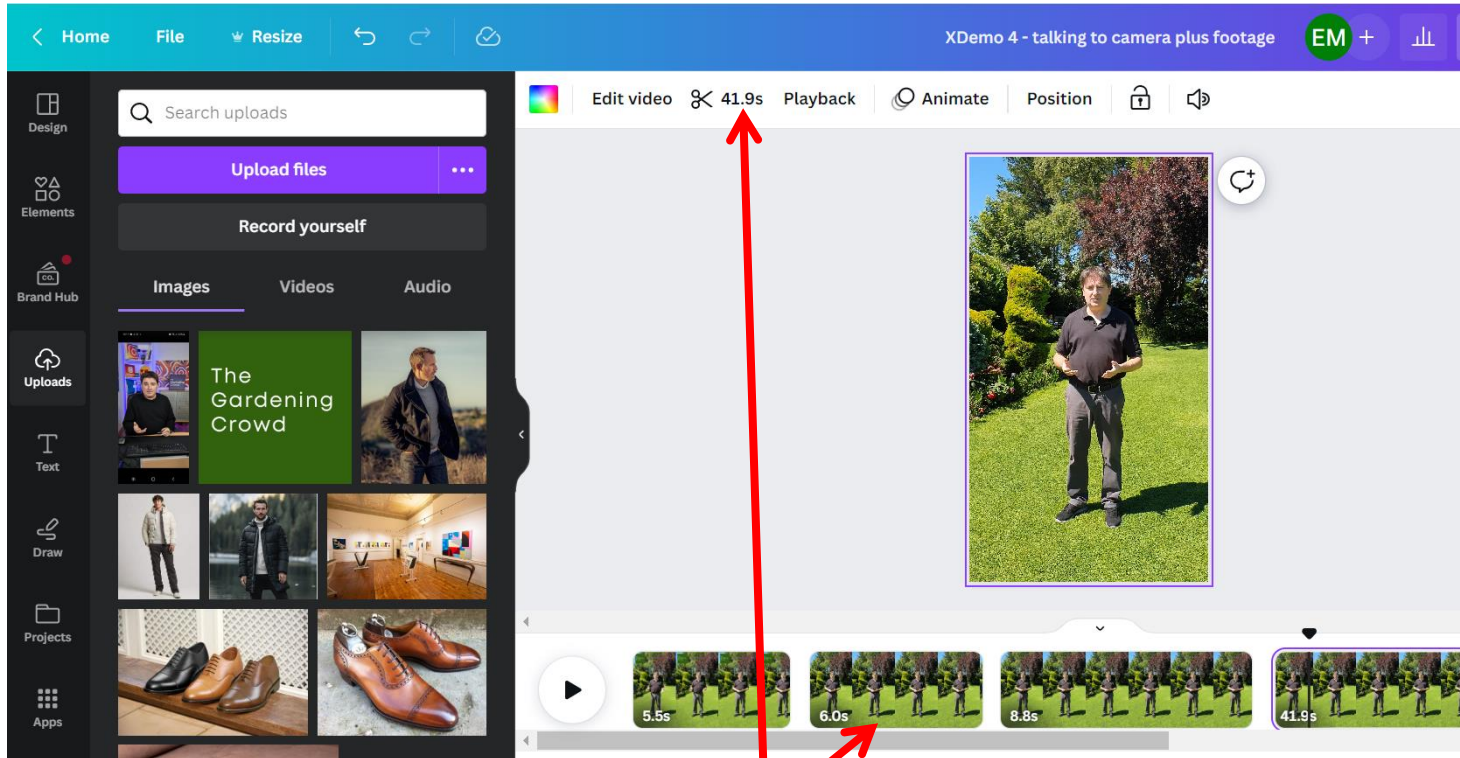 Home File Resize XDemo 4 - talking to camera plus footage EM +
Design
Elements
CO.
Brand Hub
Uploads
Text
Draw
Projects
Apps
Search uploads
Upload files
Record yourself
Images Videos Audio
The
Gardening
Crowd
Edit video 41.9s Playback Animate Position
5.5s 6.0s 8.8s 41.9s